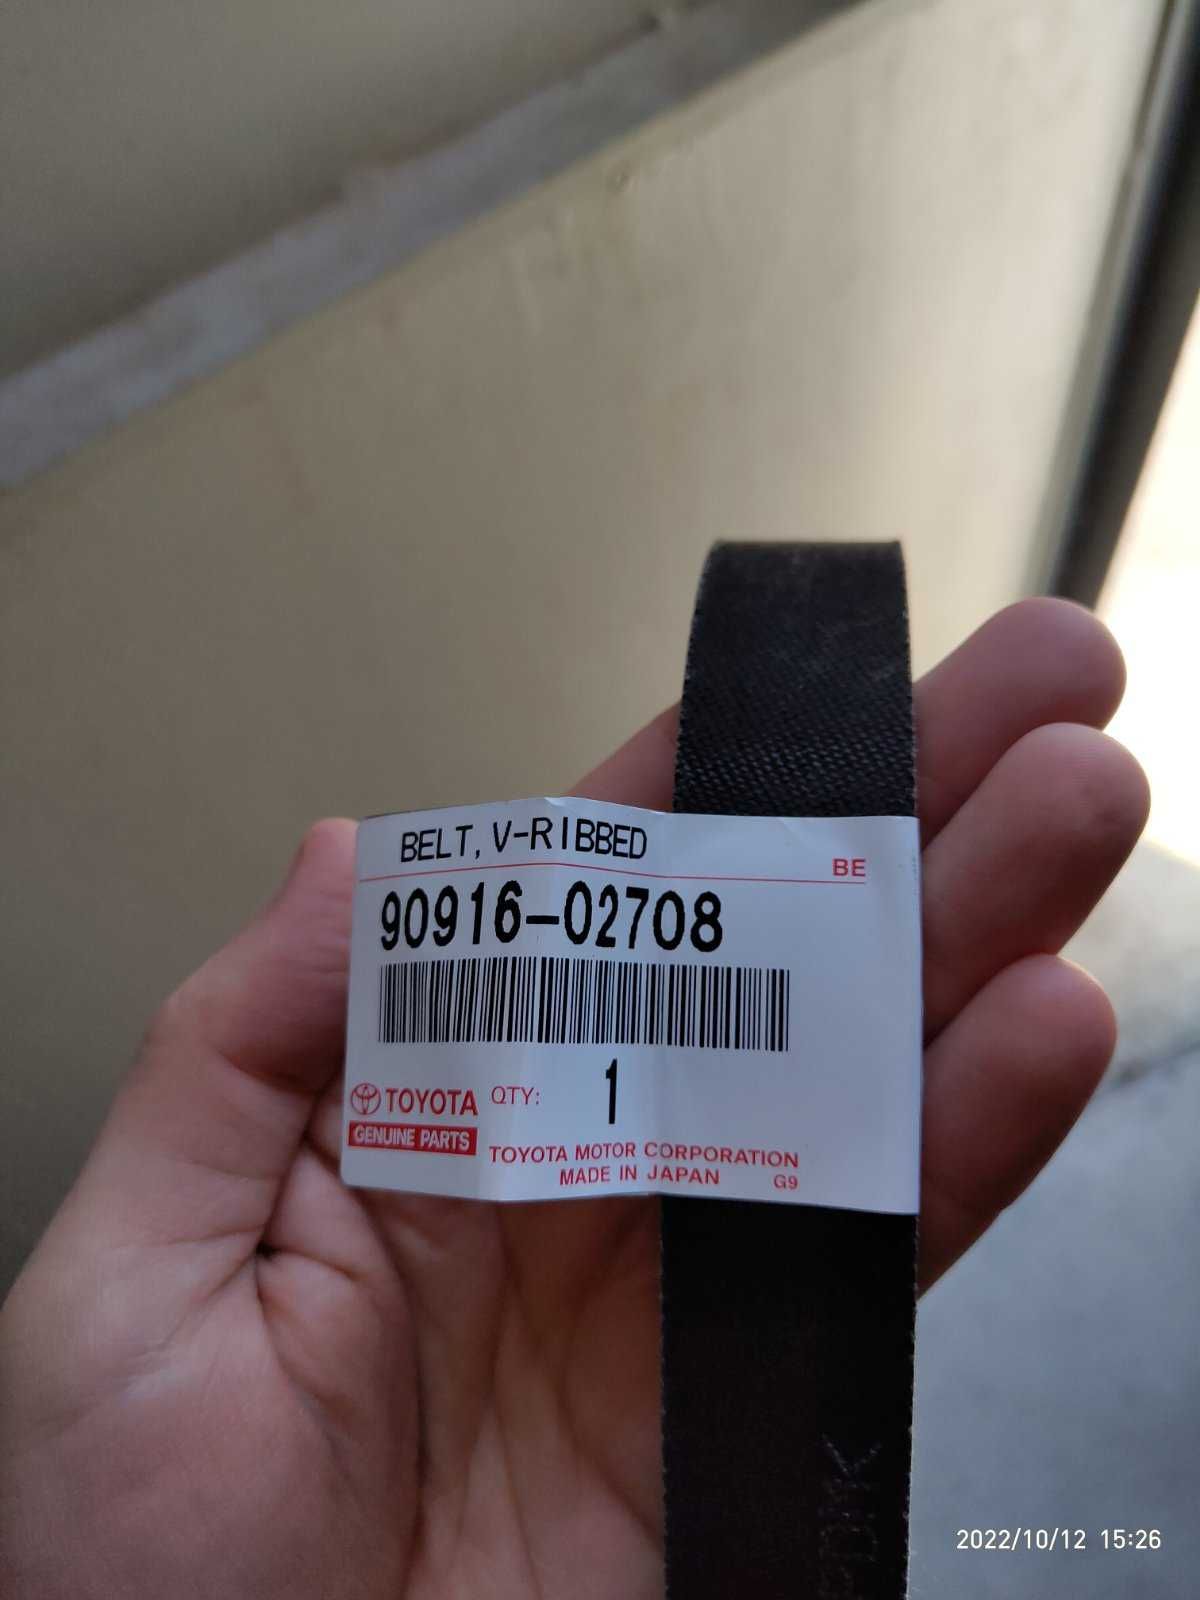 BELT, V-RIBBED
BE
90916-02708
TOYOTA
QTY: 1
GENUINE PARTS
TOYOTA MOTOR CORPORATION
MADE IN JAPAN G9
2022/10/12 15:26